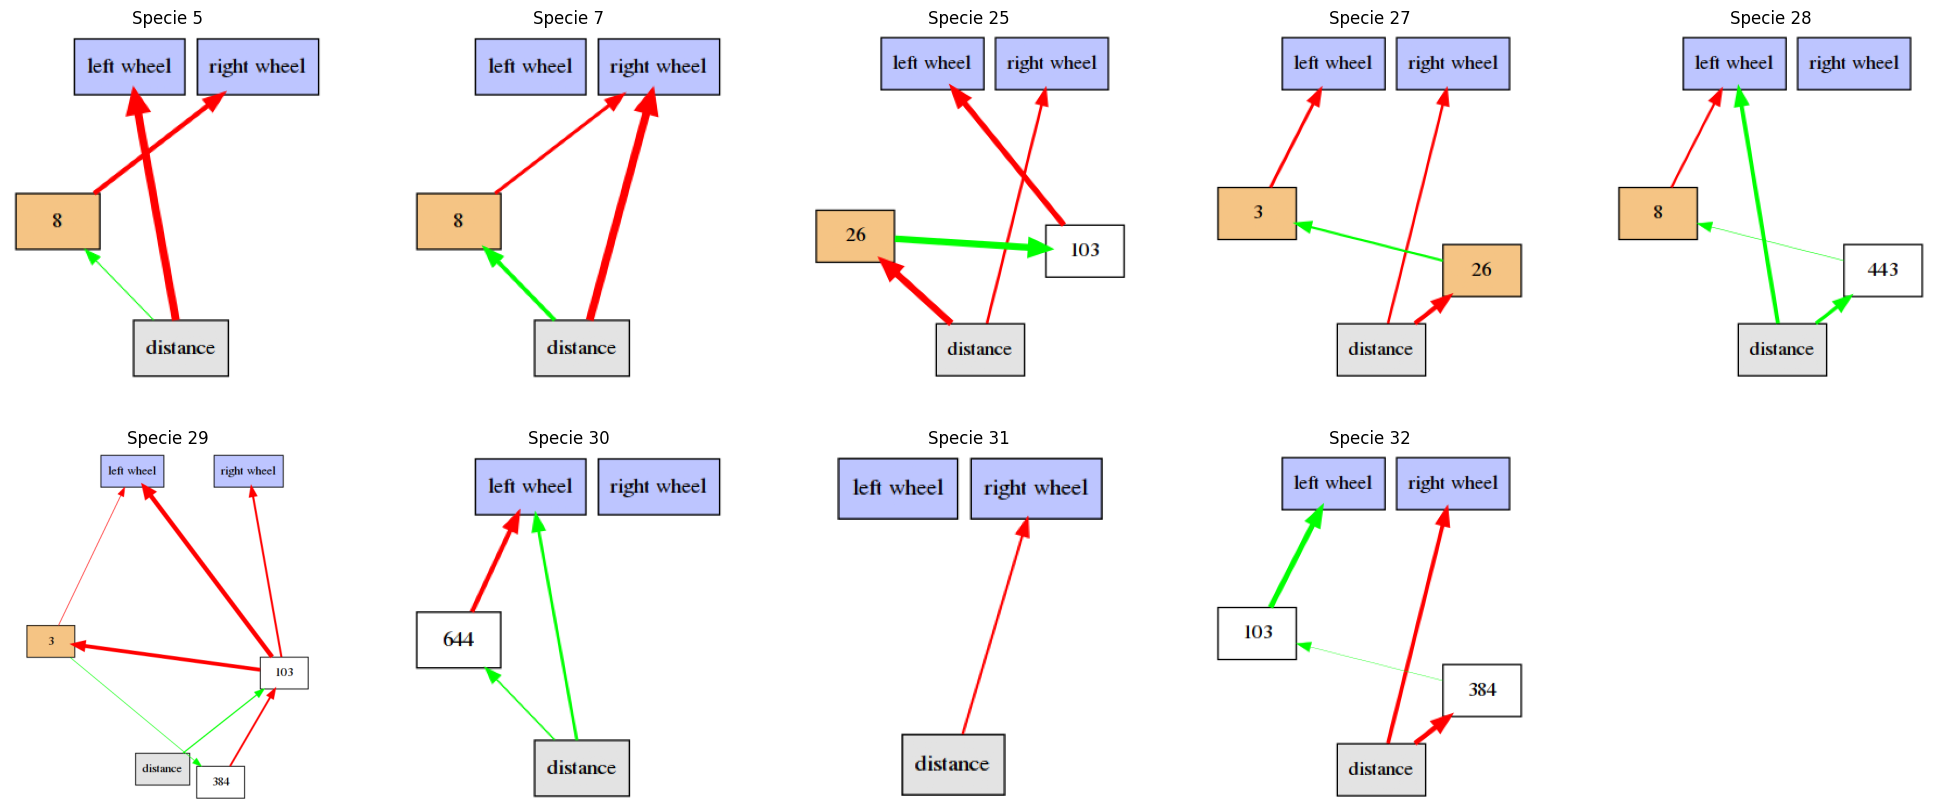 Specie 5
left wheel
right wheel
8
distance
Specie 7
left wheel
right wheel
8
distance
Specie 25
left wheel
right wheel
26
103
distance
Specie 27
left wheel
right wheel
3
26
distance
Specie 28
left wheel
right wheel
8
443
distance
Specie 29
left wheel
right wheel
3
103
distance
384
Specie 30
left wheel
right wheel
644
distance
Specie 31
left wheel
right wheel
distance
Specie 32
left wheel
right wheel
103
384
distance